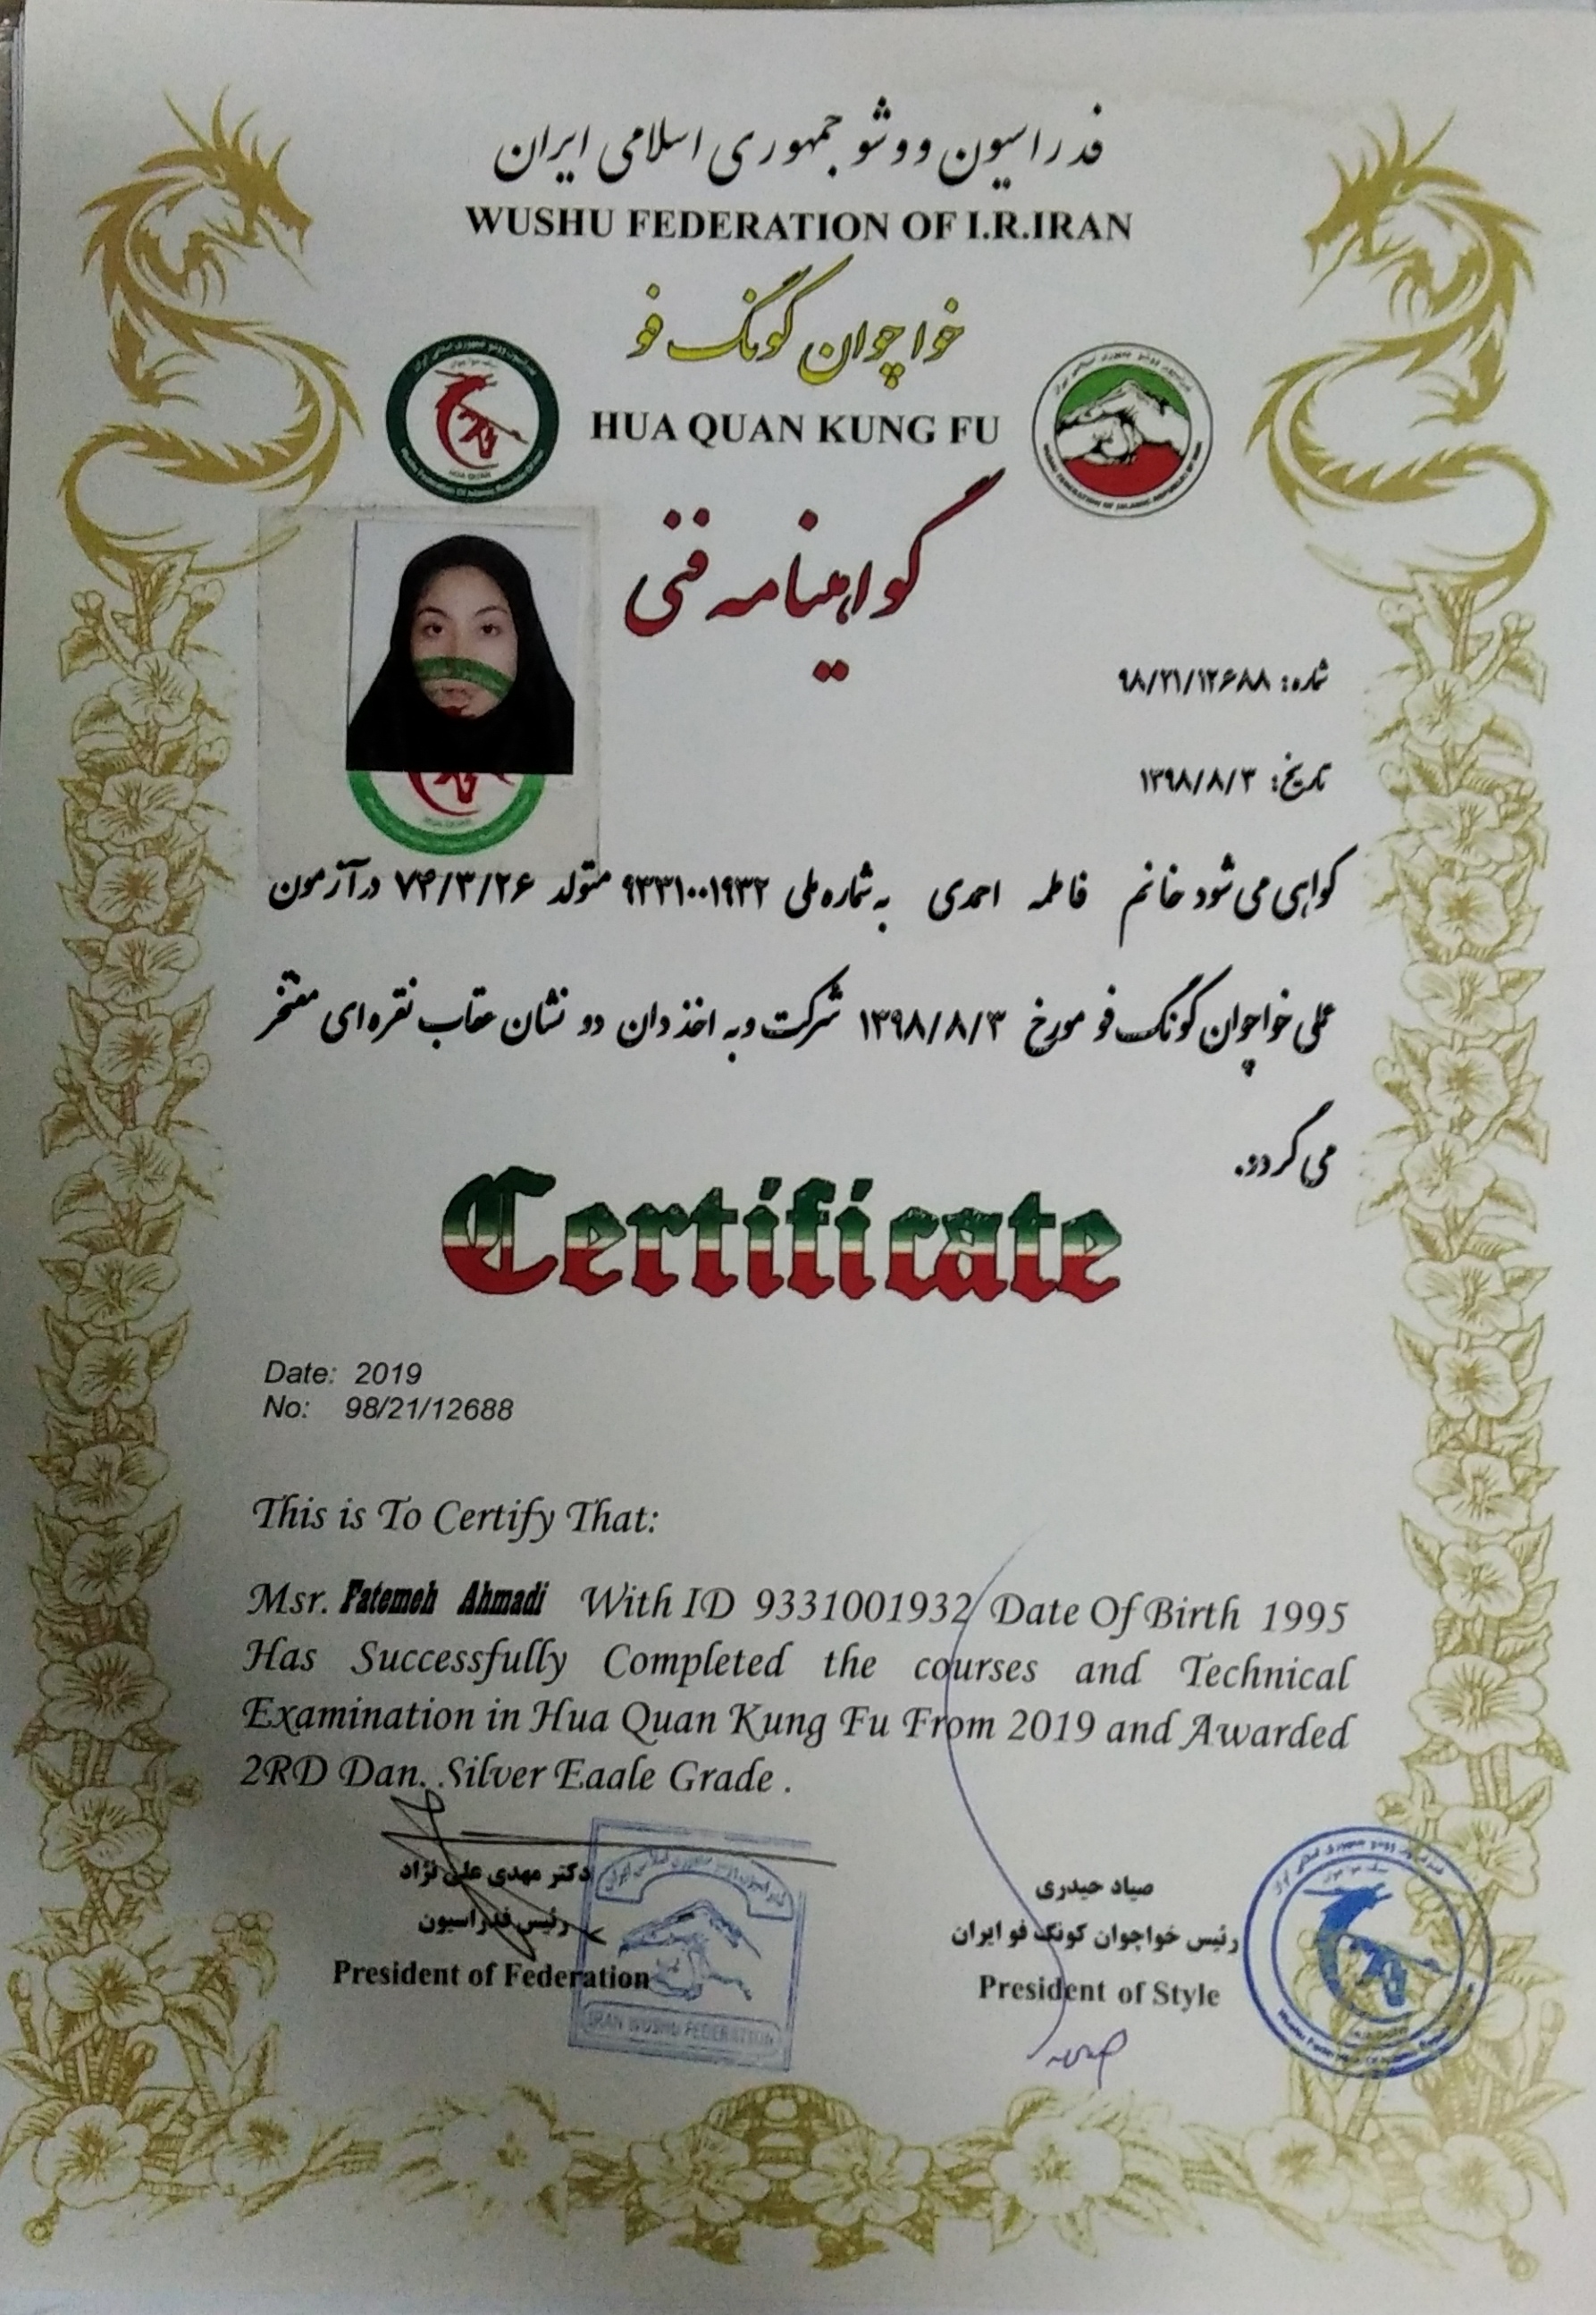 فدراسیون ووشو جمهوری اسلامی ایران
WUSHU FEDERATION OF I.R.IRAN
خواچوان کونگ فو
HUA QUAN KUNG FU
HUA QUAN
گواهینامه فنی
شماره: ۹۸/۲۱/۱۲۶۸۸
تاریخ: ۱۳۹۸/۸/۳
گواهی می شود خانم فاطمه احمدی به شماره ملی ۹۳۳۱۰۰۱۹۳۲ متولد ۷۴/۳/۲۶ در آزمون
عملی خواچوان کونگ فو مورخ ۱۳۹۸/۸/۳ شرکت و به اخذ دان دو نشان عقاب نقره ای مفتخر
می گردد.
Certificate
Date: 2019
No: 98/21/12688
This is To Certify That:
Msr. Fatemeh Ahmadi With ID 9331001932 Date Of Birth 1995
Has Successfully Completed the courses and Technical
Examination in Hua Quan Kung Fu From 2019 and Awarded
2RD Dan. Silver Eaale Grade .
دکتر مهدی علی نژاد
رئیس فدراسیون
President of Federation
IRAN WUSHU FEDERATION
صیاد حیدری
رئیس خواچوان کونگ فو ایران
President of Style